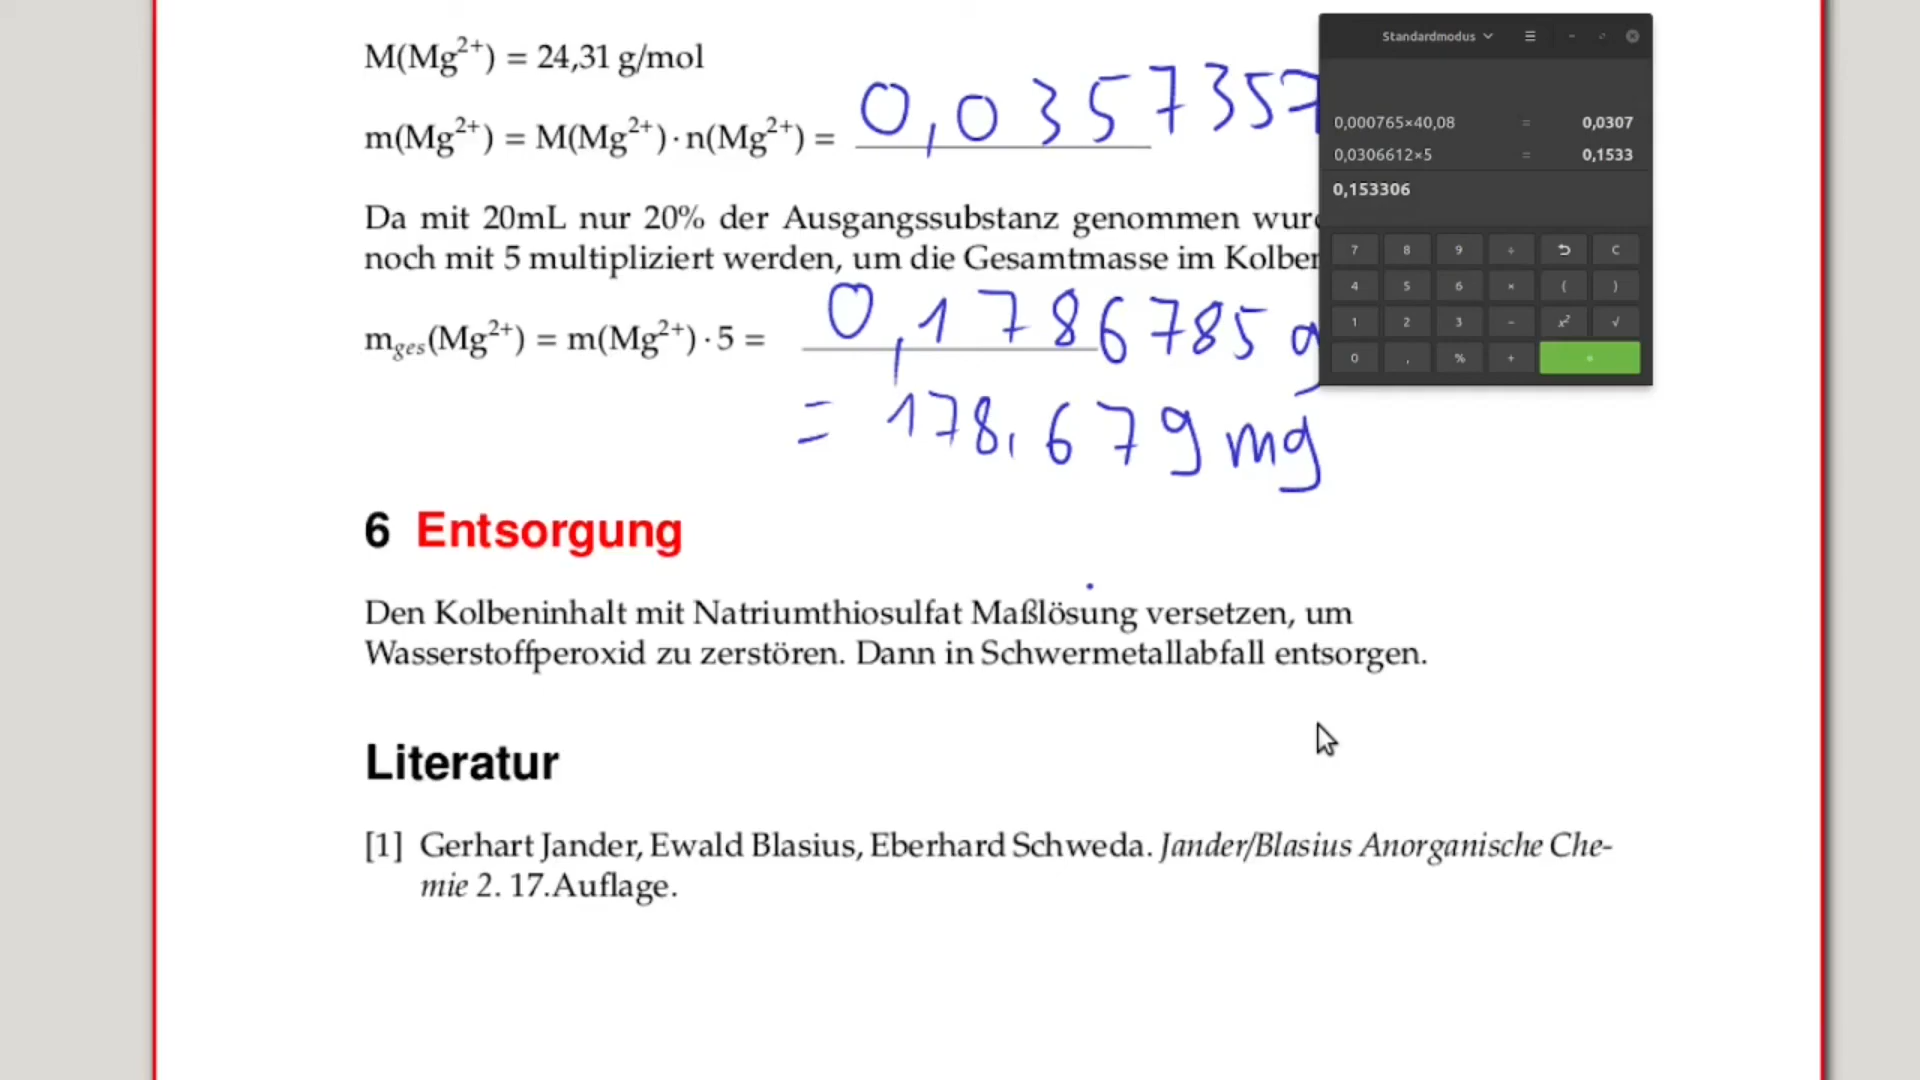 M(Mg²⁺) = 24,31 g/mol
m(Mg²⁺) = M(Mg²⁺) · n(Mg²⁺) = 0,0357357
Da mit 20mL nur 20% der Ausgangssubstanz genommen
noch mit 5 multipliziert werden, um die Gesamtmasse im
m_ges(Mg²⁺) = m(Mg²⁺) · 5 = 0,1786785 g
= 178,679 mg
6 Entsorgung
Den Kolbeninhalt mit Natriumthiosulfat Maßlösung versetzen, um
Wasserstoffperoxid zu zerstören. Dann in Schwermetallabfall entsorgen.
Literatur
[1] Gerhart Jander, Ewald Blasius, Eberhard Schweda. Jander/Blasius Anorganische Che-
mie 2. 17.Auflage.
Standardmodus
0,000765×40,08 = 0,0307
0,0306612×5 = 0,1533
0,153306
7 8 9 ÷ C
4 5 6 × ( )
1 2 3 − x² √
0 , % + =